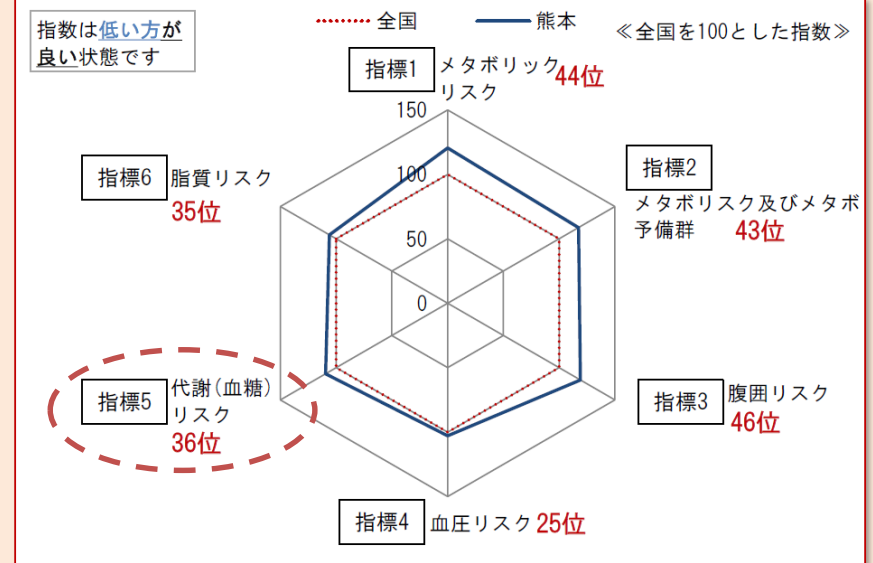 指数は低い方が
良い状態です
全国
熊本
≪全国を100とした指数≫
指標1
メタボリック
リスク
44位
指標2
メタボリスク及びメタボ
予備群
43位
指標3
腹囲リスク
46位
指標4
血圧リスク
25位
指標5
代謝(血糖)
リスク
36位
指標6
脂質リスク
35位
150
100
50
0